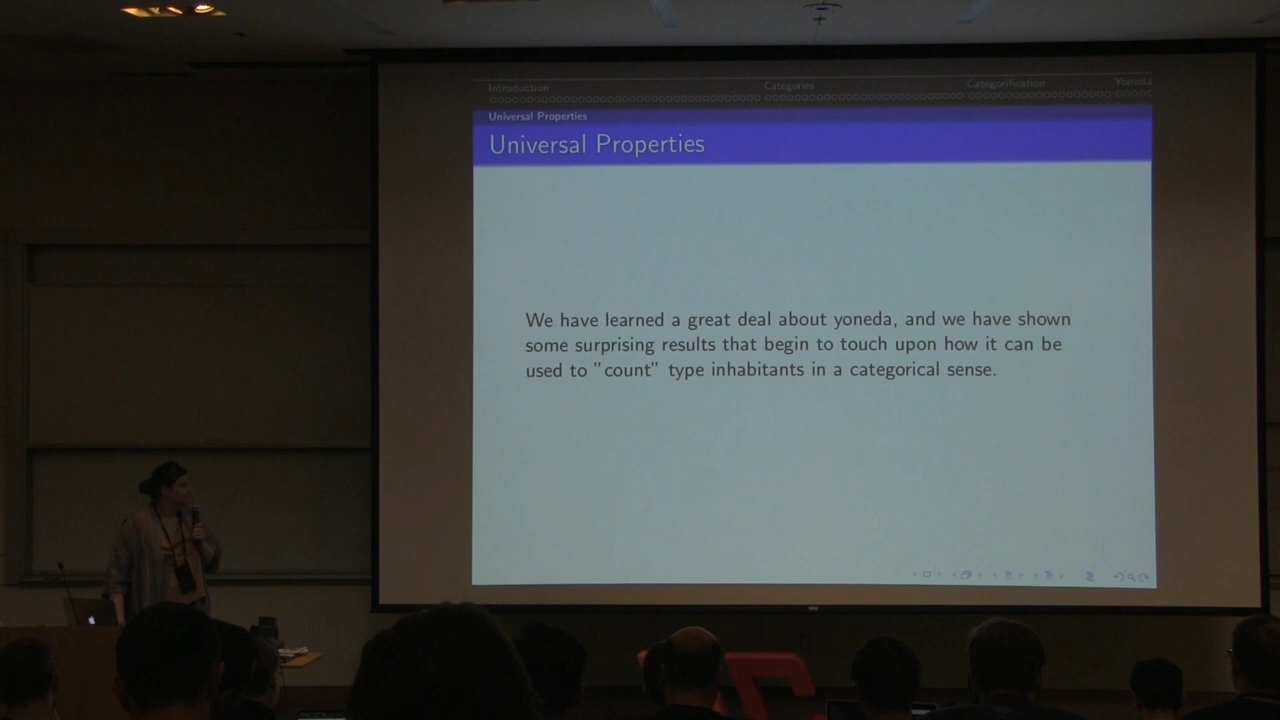 Introduction Categories Categorification Yoneda
Universal Properties
Universal Properties
We have learned a great deal about yoneda, and we have shown
some surprising results that begin to touch upon how it can be
used to "count" type inhabitants in a categorical sense.